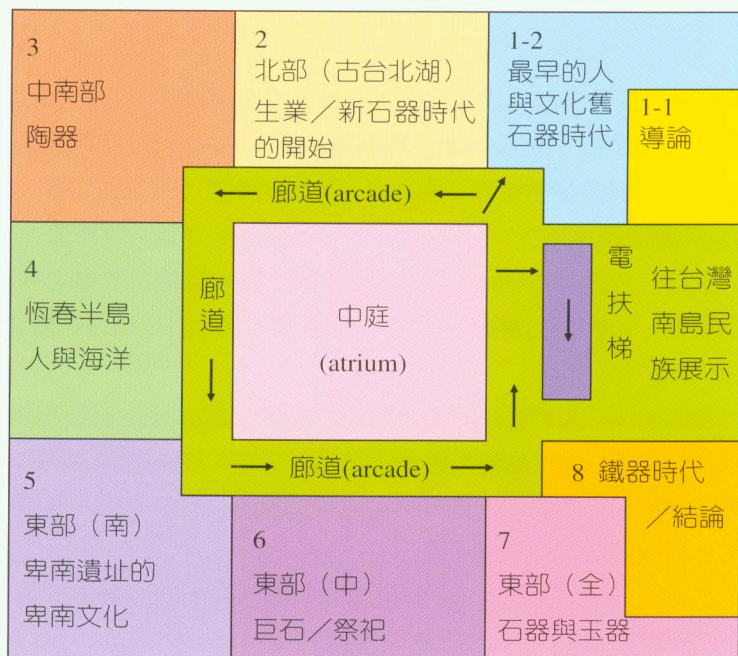 3
中南部
陶器
2
北部（古台北湖）
生業／新石器時代
的開始
1-2
最早的人
與文化舊
石器時代
1-1
導論
廊道(arcade)
4
恆春半島
人與海洋
廊道
中庭
(atrium)
電扶梯
往台灣
南島民
族展示
廊道(arcade)
5
東部（南）
卑南遺址的
卑南文化
6
東部（中）
巨石／祭祀
7
東部（全）
石器與玉器
8 鐵器時代
／結論